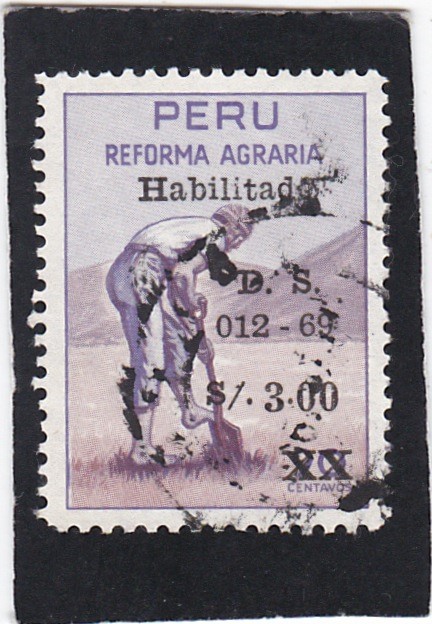 PERU
REFORMA AGRARIA
Habilitado
D. S.
012 - 69
S/. 3.00
XX
CENTAVOS